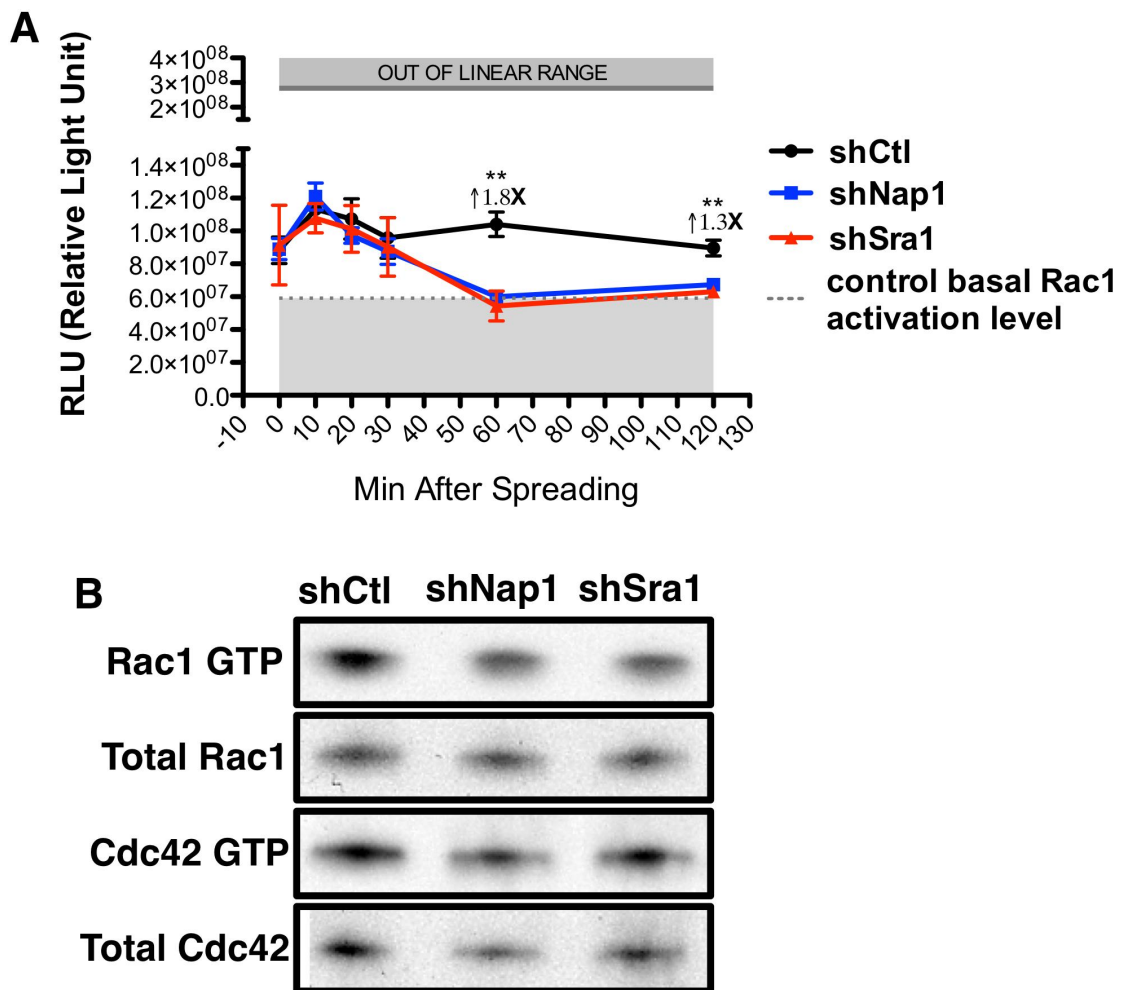 A
RLU (Relative Light Unit)
4×10⁰⁸
3×10⁰⁸
2×10⁰⁸
OUT OF LINEAR RANGE
1.4×10⁰⁸
1.2×10⁰⁸
1.0×10⁰⁸
8.0×10⁰⁷
6.0×10⁰⁷
4.0×10⁰⁷
2.0×10⁰⁷
0.0
**
↑1.8X
**
↑1.3X
-10 0 10 20 30 40 50 60 70 80 90 100 110 120 130
Min After Spreading
shCtl
shNap1
shSra1
control basal Rac1
activation level
B
shCtl shNap1 shSra1
Rac1 GTP
Total Rac1
Cdc42 GTP
Total Cdc42